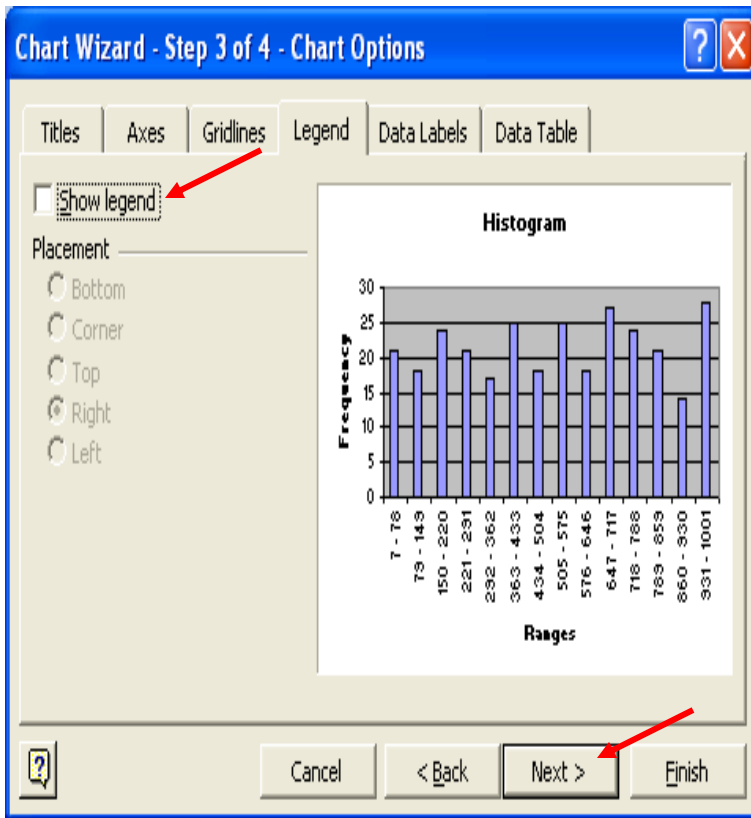 Chart Wizard - Step 3 of 4 - Chart Options
Titles Axes Gridlines Legend Data Labels Data Table
Show legend
Placement
Bottom
Corner
Top
Right
Left
Histogram
Frequency
30
25
20
15
10
5
0
7 - 78
79 - 149
150 - 220
221 - 291
292 - 362
363 - 433
434 - 504
505 - 575
576 - 646
647 - 717
718 - 788
789 - 859
860 - 930
931 - 1001
Ranges
Cancel < Back Next > Finish